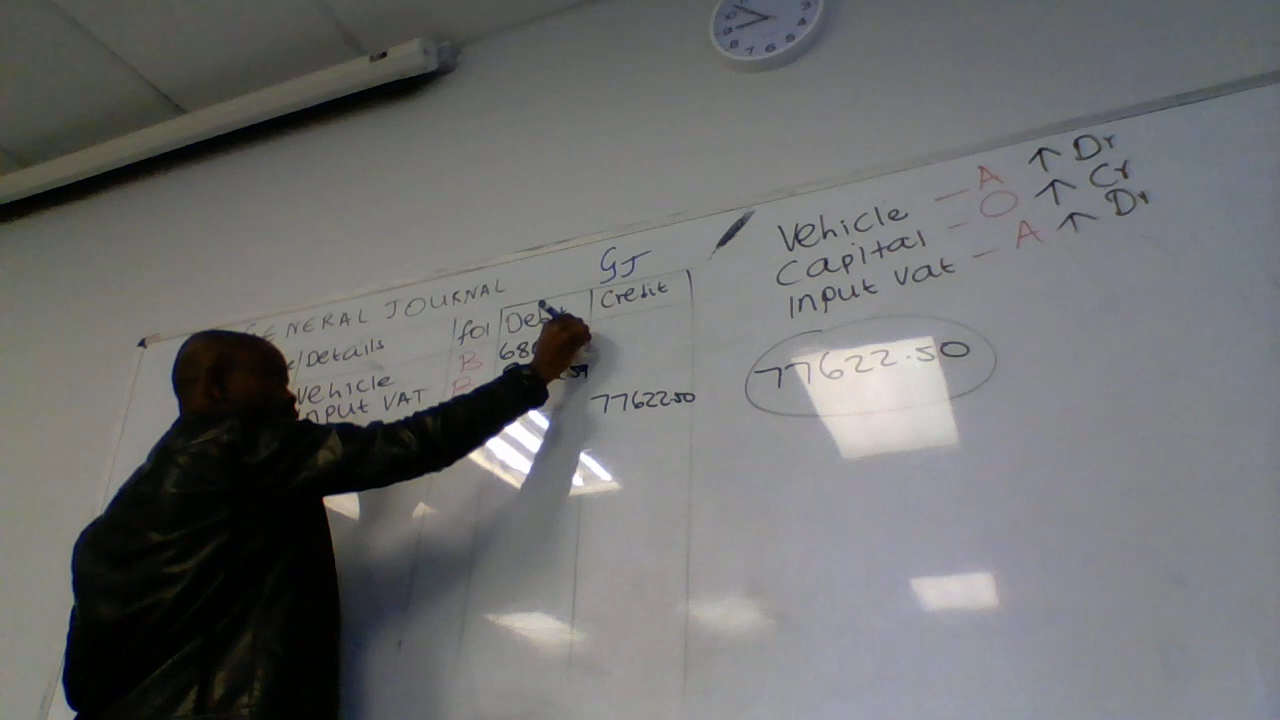 GJ
GENERAL JOURNAL
/Details
fol
Debit
Credit
Vehicle
B
Input VAT
7762250
Vehicle - A ↑ Dr
Capital - O ↑ Cr
Input Vat - A ↑ Dr
77622.50